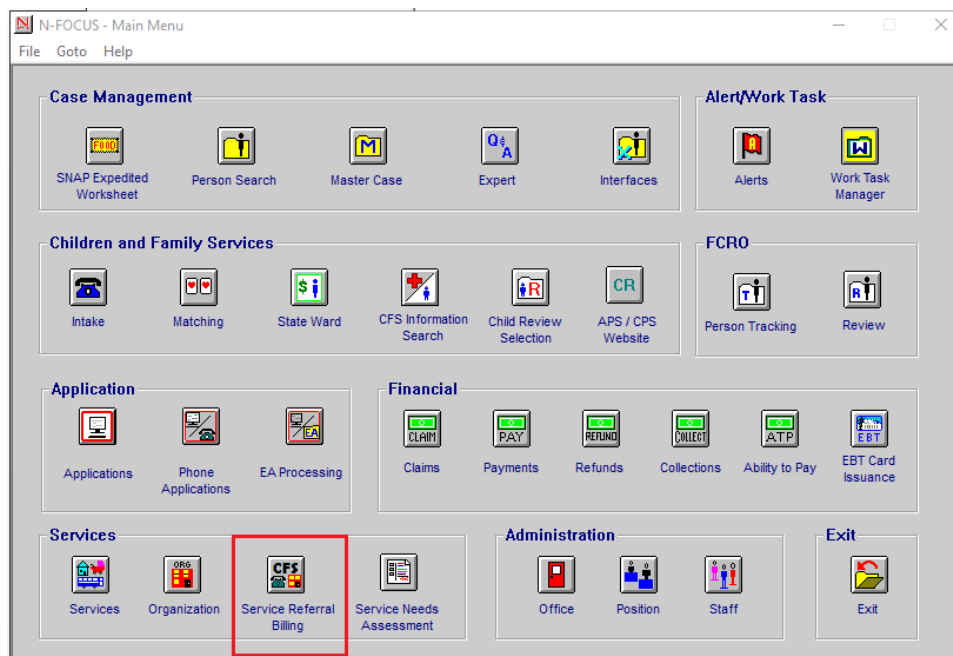 N-FOCUS - Main Menu
File Goto Help
Case Management
FOOD
SNAP Expedited
Worksheet
Person Search
M
Master Case
Q&
A
Expert
Interfaces
Alert/Work Task
A
Alerts
W
Work Task
Manager
Children and Family Services
Intake
Matching
$
State Ward
CFS Information
Search
R
Child Review
Selection
CR
APS / CPS
Website
FCRO
T
Person Tracking
R
Review
Application
Applications
Phone
Applications
EA
EA Processing
Financial
CLAIM
Claims
PAY
Payments
REFUND
Refunds
COLLECT
Collections
ATP
Ability to Pay
EBT
EBT Card
Issuance
Services
Services
ORG
Organization
CFS
Service Referral
Billing
Service Needs
Assessment
Administration
Office
Position
Staff
Exit
Exit